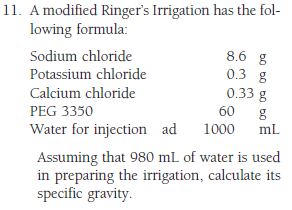 11. A modified Ringer's Irrigation has the fol-
lowing formula:
Sodium chloride 8.6 g
Potassium chloride 0.3 g
Calcium chloride 0.33 g
PEG 3350 60 g
Water for injection ad 1000 mL
Assuming that 980 mL of water is used
in preparing the irrigation, calculate its
specific gravity.